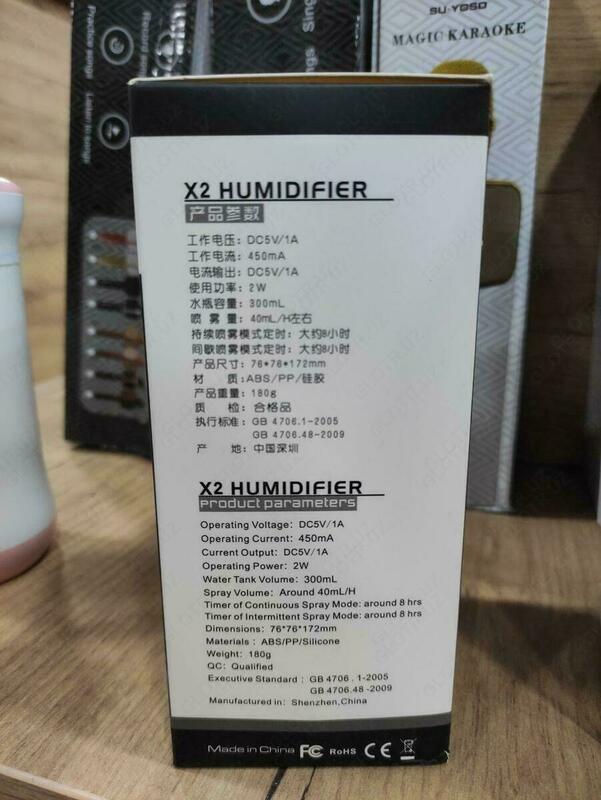 SU-YOSD
MAGIC KARAOKE
Practice songs
Listen to songs
X2 HUMIDIFIER
产品参数
工作电压：DC5V/1A
工作电流：450mA
电流输出：DC5V/1A
使用功率：2W
水瓶容量：300mL
喷 雾 量：40mL/H左右
持续喷雾模式定时：大约8小时
间歇喷雾模式定时：大约8小时
产品尺寸：76*76*172mm
材 质：ABS/PP/硅胶
产品重量：180g
质 检：合格品
执行标准：GB 4706.1-2005
GB 4706.48-2009
产 地：中国深圳
X2 HUMIDIFIER
product parameters
Operating Voltage: DC5V/1A
Operating Current: 450mA
Current Output: DC5V/1A
Operating Power: 2W
Water Tank Volume: 300mL
Spray Volume: Around 40mL/H
Timer of Continuous Spray Mode: around 8 hrs
Timer of Intermittent Spray Mode: around 8 hrs
Dimensions: 76*76*172mm
Materials : ABS/PP/Silicone
Weight: 180g
QC: Qualified
Executive Standard : GB 4706 . 1-2005
GB 4706.48 -2009
Manufactured in: Shenzhen,China
Made in China FC RoHS CE